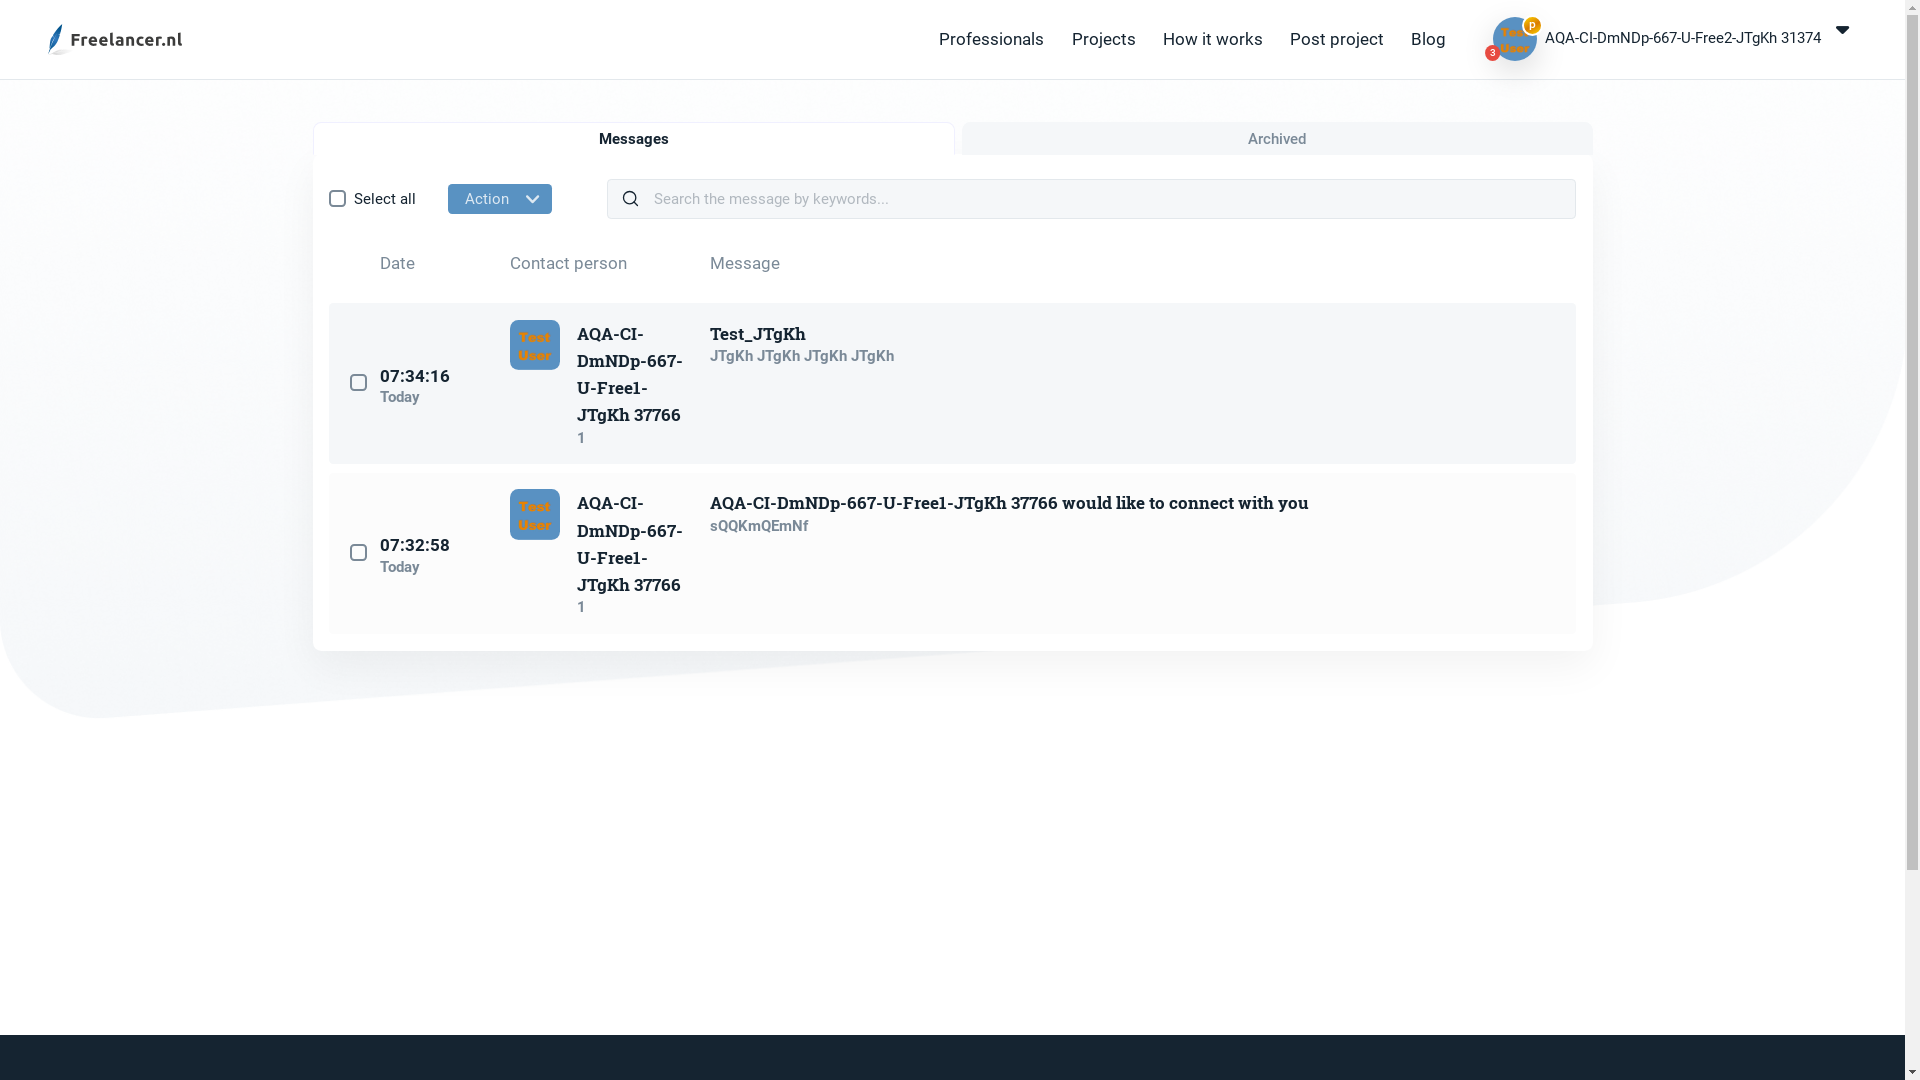 Freelancer.nl
Professionals Projects How it works Post project Blog
Test User
p
3
AQA-CI-DmNDp-667-U-Free2-JTgKh 31374
Messages
Archived
Select all
Action
Search the message by keywords...
Date Contact person Message
07:34:16
Today
Test
User
AQA-CI-
DmNDp-667-
U-Free1-
JTgKh 37766
1
Test_JTgKh
JTgKh JTgKh JTgKh JTgKh
07:32:58
Today
Test
User
AQA-CI-
DmNDp-667-
U-Free1-
JTgKh 37766
1
AQA-CI-DmNDp-667-U-Free1-JTgKh 37766 would like to connect with you
sQQKmQEmNf